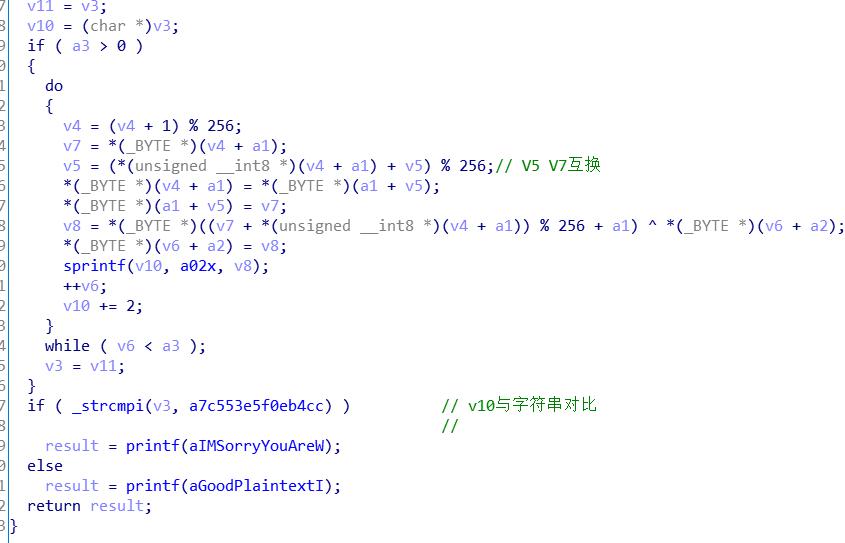 7 v11 = v3;
8 v10 = (char *)v3;
9 if ( a3 > 0 )
0 {
1 do
2 {
3 v4 = (v4 + 1) % 256;
4 v7 = *(_BYTE *)(v4 + a1);
5 v5 = (*(unsigned __int8 *)(v4 + a1) + v5) % 256;// V5 V7互换
6 *(_BYTE *)(v4 + a1) = *(_BYTE *)(a1 + v5);
7 *(_BYTE *)(a1 + v5) = v7;
8 v8 = *(_BYTE *)((v7 + *(unsigned __int8 *)(v4 + a1)) % 256 + a1) ^ *(_BYTE *)(v6 + a2);
9 *(_BYTE *)(v6 + a2) = v8;
0 sprintf(v10, a02x, v8);
1 ++v6;
2 v10 += 2;
3 }
4 while ( v6 < a3 );
5 v3 = v11;
6 }
7 if ( _strcmpi(v3, a7c553e5f0eb4cc) ) // v10与字符串对比
8 //
9 result = printf(aIMSorryYouAreW);
0 else
1 result = printf(aGoodPlaintextI);
2 return result;
3 }